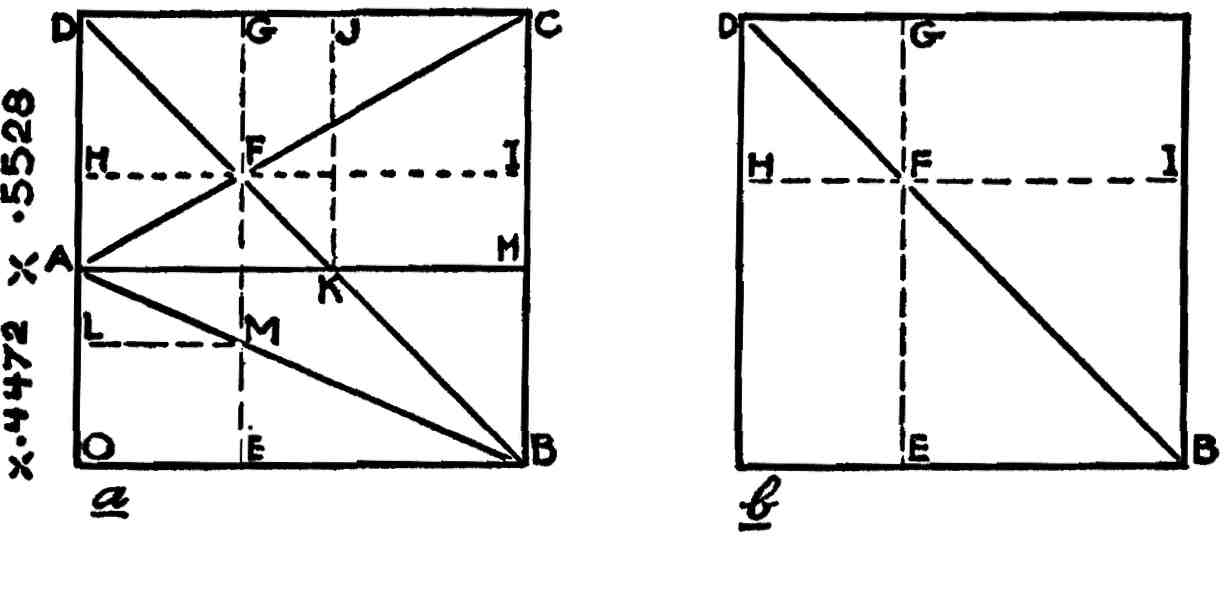 D G J C
H F I
A K M
L M
O E B
a
x .4472 x .5528
D G
H F I
E B
b